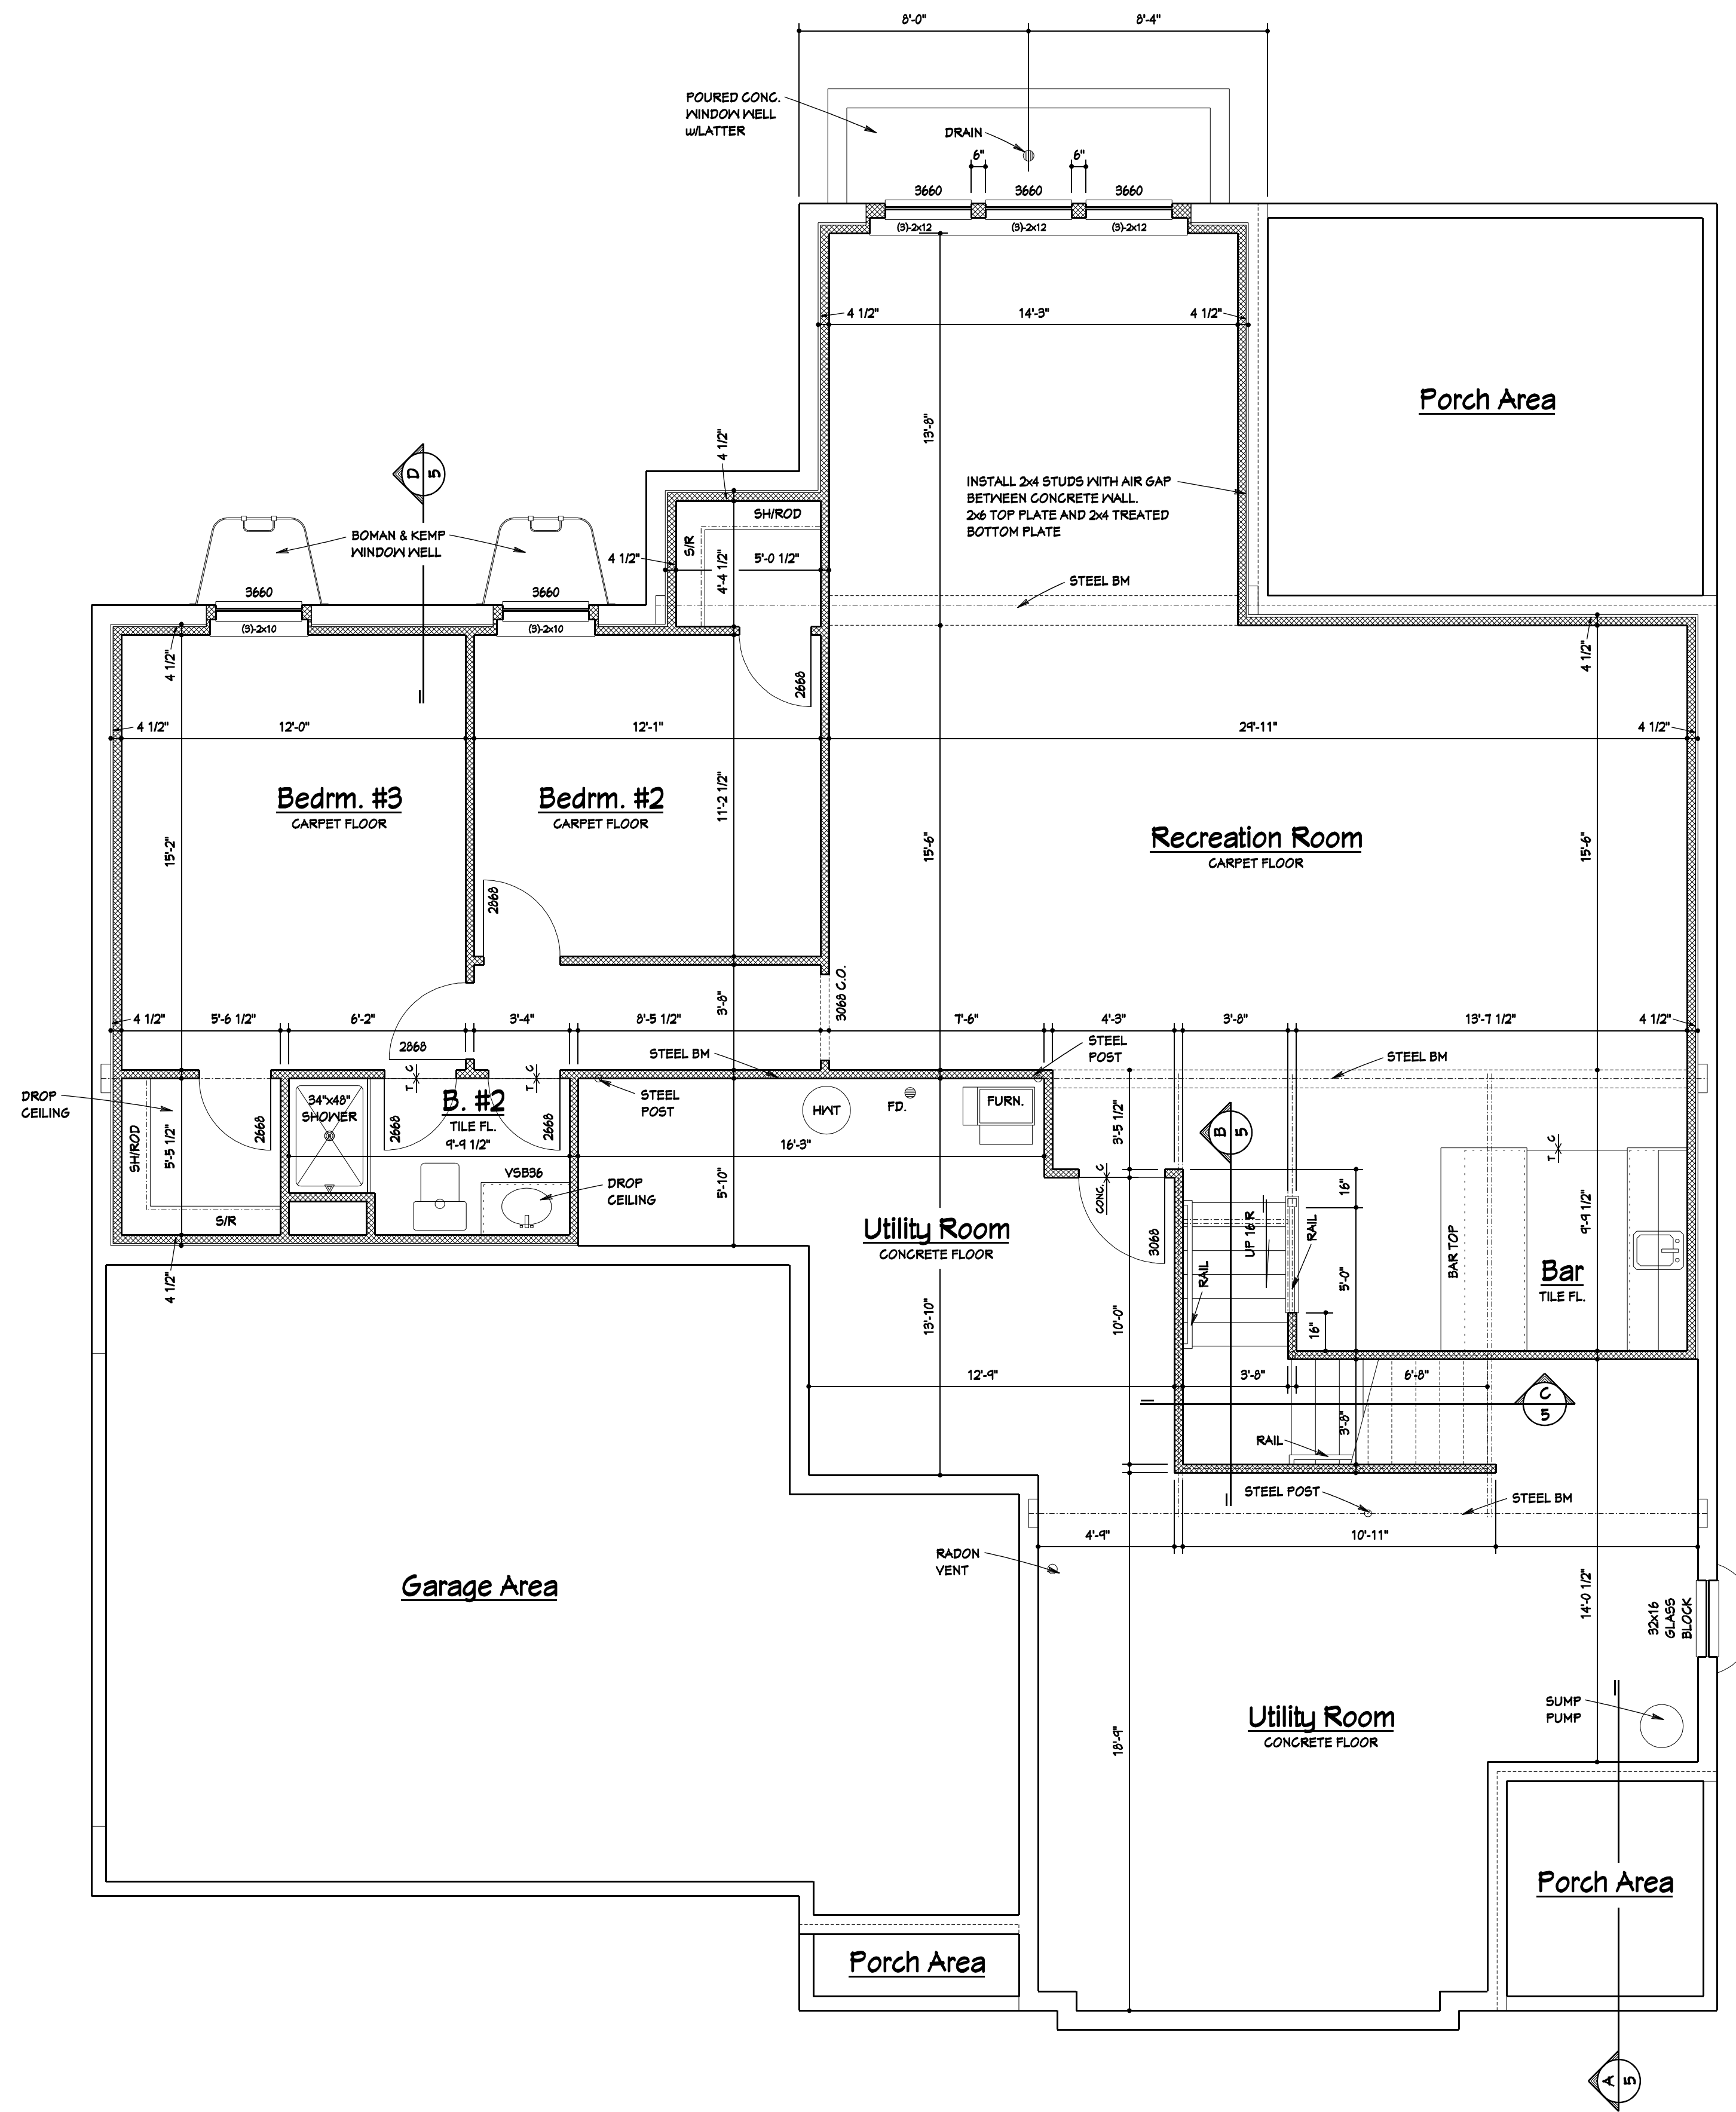 8'-0"
8'-4"
POURED CONC.
WINDOW WELL
w/LATTER
DRAIN
6"
6"
3660
3660
3660
(3)-2x12
(3)-2x12
(3)-2x12
4 1/2"
14'-3"
4 1/2"
Porch Area
13'-8"
4 1/2"
D
5
INSTALL 2x4 STUDS WITH AIR GAP
BETWEEN CONCRETE WALL.
2x6 TOP PLATE AND 2x4 TREATED
BOTTOM PLATE
SH/ROD
S/R
BOMAN & KEMP
WINDOW WELL
4 1/2"
4'-4 1/2"
5'-0 1/2"
STEEL BM
3660
3660
(3)-2x10
(3)-2x10
4 1/2"
4 1/2"
2668
4 1/2"
12'-0"
12'-1"
29'-11"
4 1/2"
Bedrm. #3
CARPET FLOOR
Bedrm. #2
CARPET FLOOR
11'-2 1/2"
15'-2"
15'-6"
Recreation Room
CARPET FLOOR
15'-6"
2868
3'-8"
3068 C.O.
4 1/2"
5'-6 1/2"
6'-2"
3'-4"
8'-5 1/2"
7'-6"
4'-3"
3'-8"
13'-7 1/2"
4 1/2"
2868
STEEL BM
STEEL
POST
STEEL BM
DROP
CEILING
T C
T C
34"x48"
SHOWER
B. #2
TILE FL.
9'-9 1/2"
STEEL
POST
HWT
FD.
FURN.
SH/ROD
5'-5 1/2"
2668
2668
2668
16'-3"
3'-5 1/2"
B
5
T C
VSB36
DROP
CEILING
5'-10"
CONC. C
16"
S/R
Utility Room
CONCRETE FLOOR
3068
UP 16 R
RAIL
RAIL
BAR TOP
9'-9 1/2"
Bar
TILE FL.
4 1/2"
13'-10"
10'-0"
5'-0"
16"
12'-9"
3'-8"
6'-8"
C
5
3'-8"
RAIL
STEEL POST
STEEL BM
4'-9"
10'-11"
RADON
VENT
Garage Area
14'-0 1/2"
32x16
GLASS
BLOCK
SUMP
PUMP
Utility Room
CONCRETE FLOOR
18'-9"
Porch Area
Porch Area
A
5